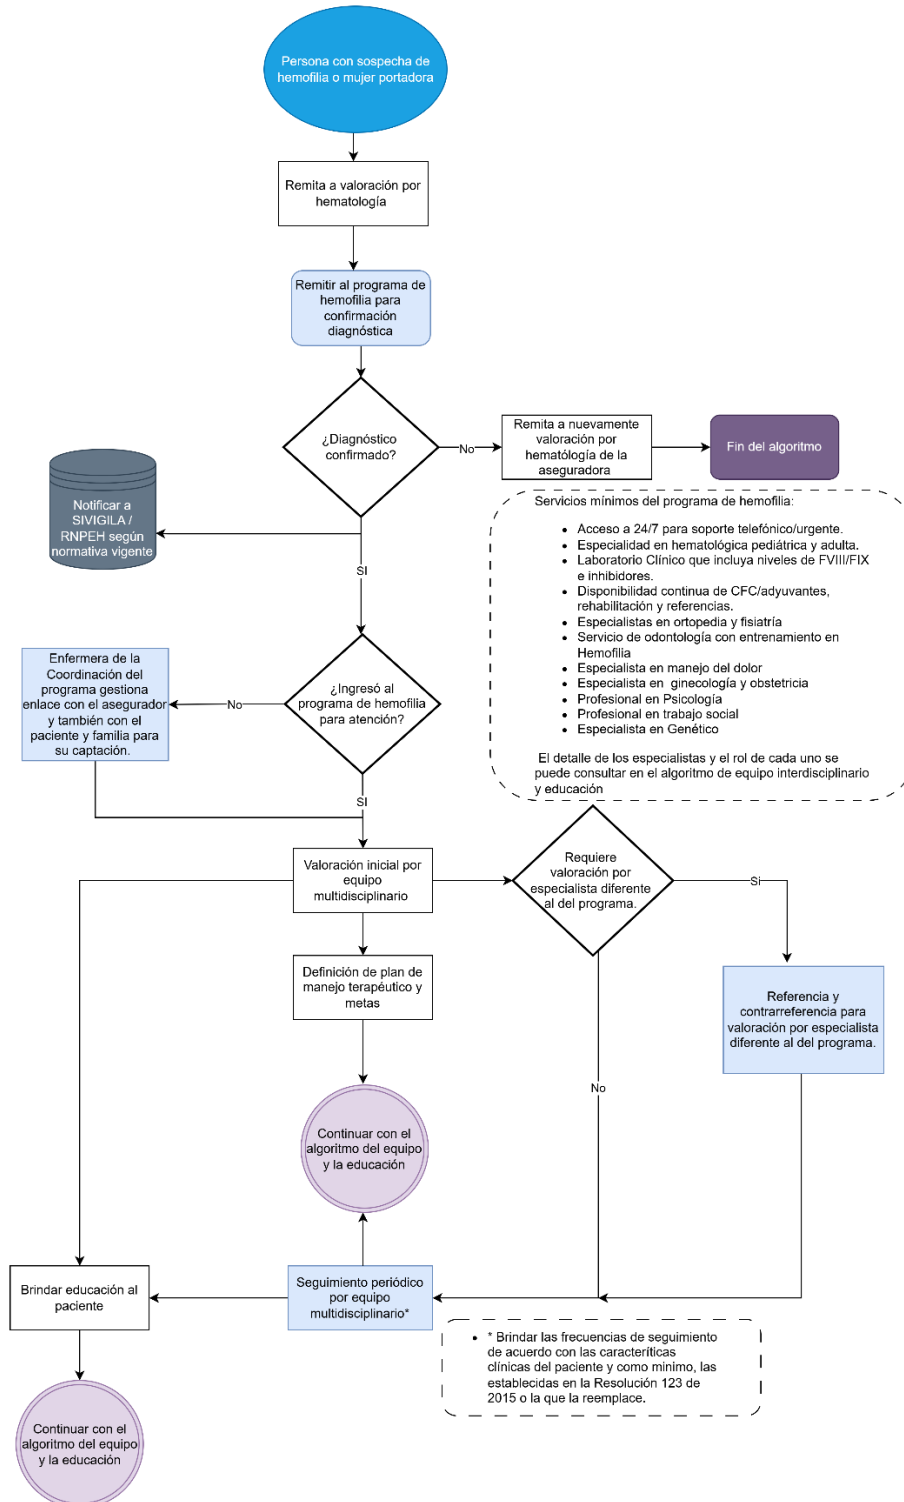 Persona con sospecha de
hemofilia o mujer portadora
Remita a valoración por
hematología
Remitir al programa de
hemofilia para
confirmación
diagnóstica
¿Diagnóstico
confirmado?
No
Remita a nuevamente
valoración por
hematólogía de la
aseguradora
Fin del algoritmo
Notificar a
SIVIGILA /
RNPEH según
normativa vigente
SI
Servicios mínimos del programa de hemofilia:
• Acceso a 24/7 para soporte telefónico/urgente.
• Especialidad en hematológica pediátrica y adulta.
• Laboratorio Clínico que incluya niveles de FVIII/FIX
e inhibidores.
• Disponibilidad continua de CFC/adyuvantes,
rehabilitación y referencias.
• Especialistas en ortopedia y fisiatría
• Servicio de odontología con entrenamiento en
Hemofilia
• Especialista en manejo del dolor
• Especialista en ginecología y obstetricia
• Profesional en Psicología
• Profesional en trabajo social
• Especialista en Genético
El detalle de los especialistas y el rol de cada uno se
puede consultar en el algoritmo de equipo interdisciplinario
y educación
Enfermera de la
Coordinación del
programa gestiona
enlace con el asegurador
y también con el
paciente y familia para
su captación.
No
¿Ingresó al
programa de hemofilia
para atención?
SI
Valoración inicial por
equipo
multidisciplinario
Requiere
valoración por
especialista diferente
al del programa.
Si
Definición de plan de
manejo terapéutico y
metas
Referencia y
contrarreferencia para
valoración por especialista
diferente al del programa.
No
Continuar con el
algoritmo del equipo
y la educación
Brindar educación al
paciente
Seguimiento periódico
por equipo
multidisciplinario*
• * Brindar las frecuencias de seguimiento
de acuerdo con las caracteríticas
clínicas del paciente y como minimo, las
establecidas en la Resolución 123 de
2015 o la que la reemplace.
Continuar con el
algoritmo del equipo
y la educación